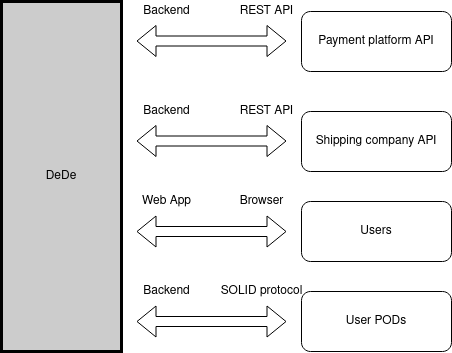 DeDe
Backend REST API
Payment platform API
Backend REST API
Shipping company API
Web App Browser
Users
Backend SOLID protocol
User PODs